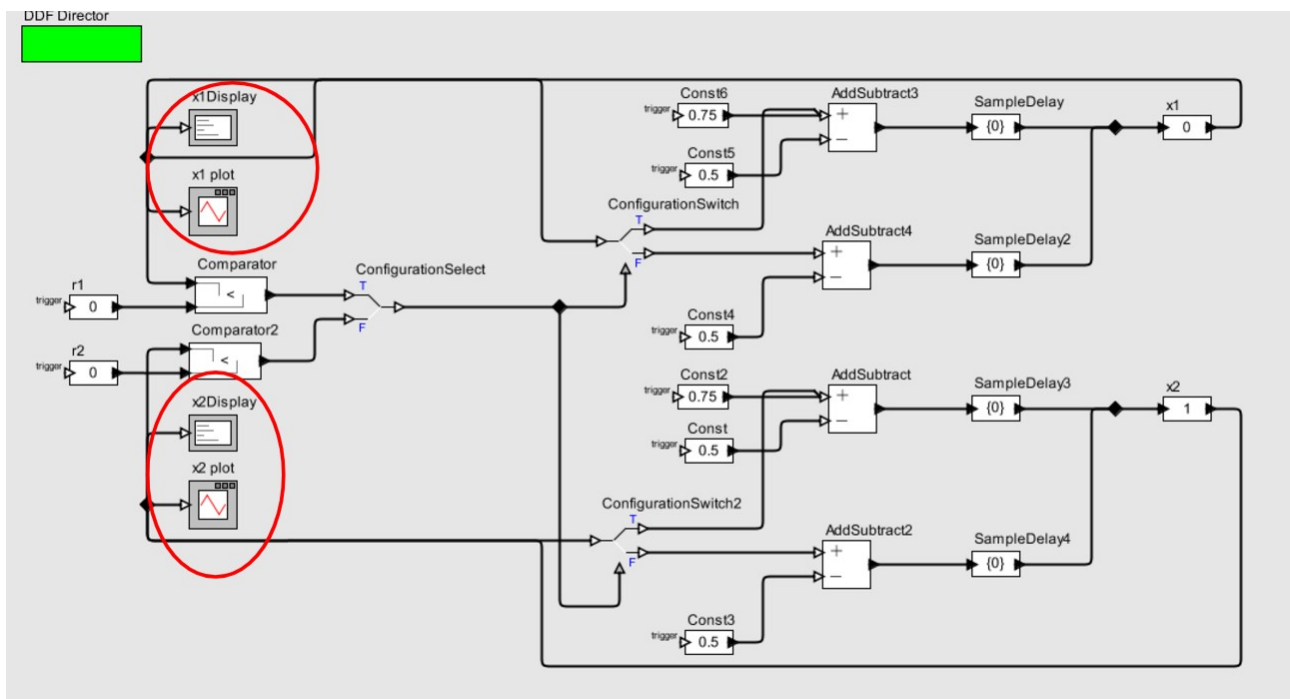 DDF Director
x1Display
x1 plot
Const6
trigger 0.75
AddSubtract3
+
−
SampleDelay
{0}
x1
0
Const5
trigger 0.5
ConfigurationSwitch
T
F
AddSubtract4
+
−
SampleDelay2
{0}
Comparator
<
ConfigurationSelect
T
F
r1
trigger 0
Const4
trigger 0.5
Comparator2
<
r2
trigger 0
Const2
trigger 0.75
AddSubtract
+
−
SampleDelay3
{0}
x2
1
x2Display
Const
trigger 0.5
x2 plot
ConfigurationSwitch2
T
F
AddSubtract2
+
−
SampleDelay4
{0}
Const3
trigger 0.5